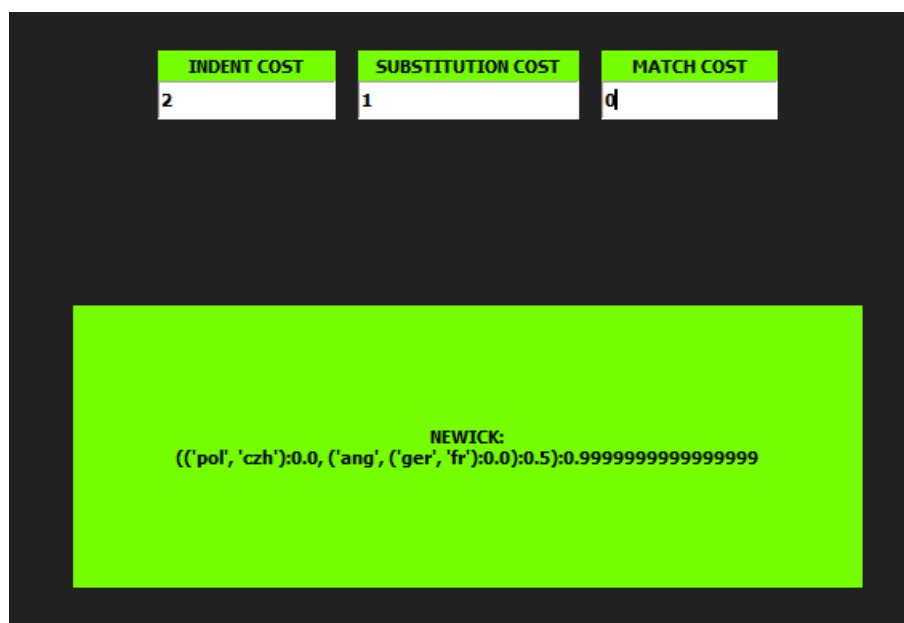 INDENT COST SUBSTITUTION COST MATCH COST
2 1 0
NEWICK:
(('pol', 'czh'):0.0, ('ang', ('ger', 'fr'):0.0):0.5):0.9999999999999999